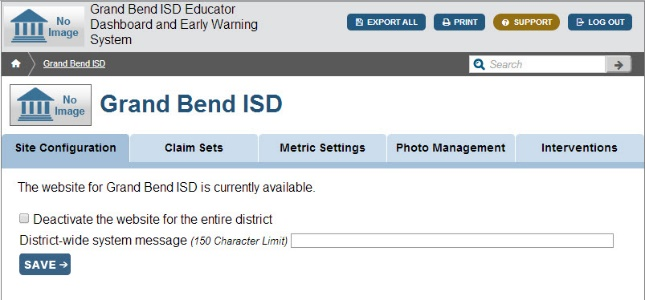 No
Image
Grand Bend ISD Educator
Dashboard and Early Warning
System
EXPORT ALL
PRINT
SUPPORT
LOG OUT
Grand Bend ISD
Search
No
Image
Grand Bend ISD
Site Configuration
Claim Sets
Metric Settings
Photo Management
Interventions
The website for Grand Bend ISD is currently available.
Deactivate the website for the entire district
District-wide system message (150 Character Limit)
SAVE